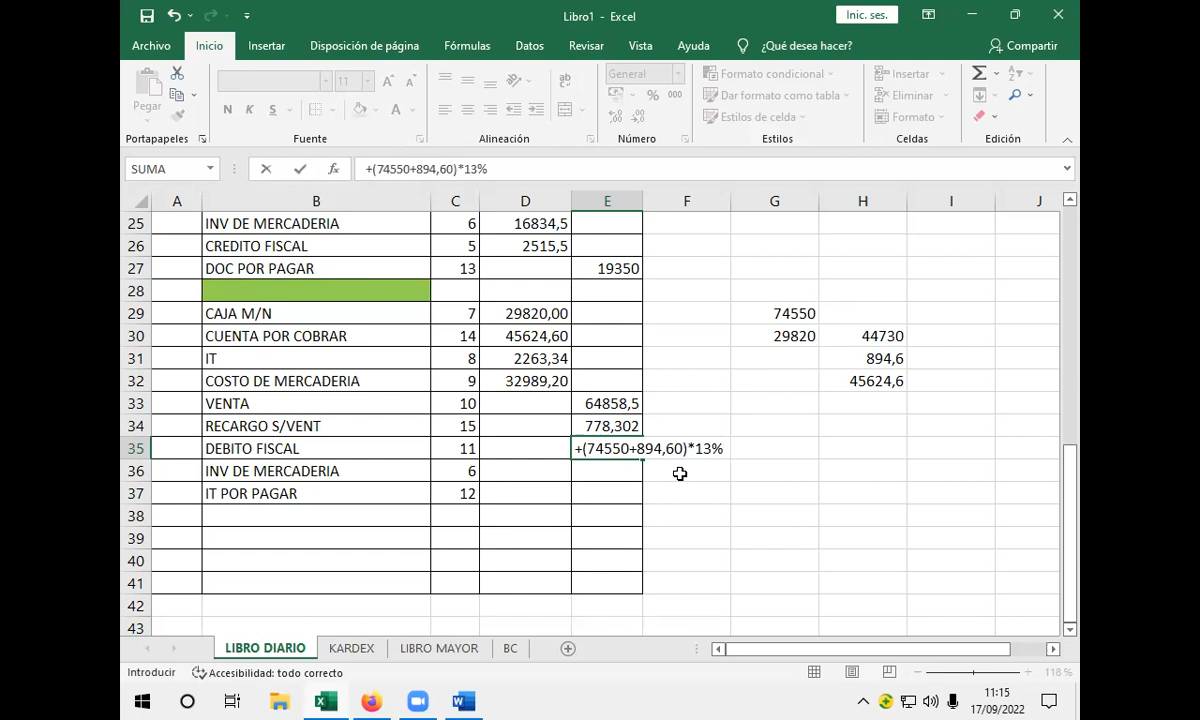 Libro1 - Excel
Inic. ses.
Archivo Inicio Insertar Disposición de página Fórmulas Datos Revisar Vista Ayuda ¿Qué desea hacer? Compartir
Pegar
11
N K S
A A
ab
General
% 000
Formato condicional
Dar formato como tabla
Estilos de celda
Insertar
Eliminar
Formato
Portapapeles Fuente Alineación Número Estilos Celdas Edición
SUMA fx +(74550+894,60)*13%
A B C D E F G H I J
25 INV DE MERCADERIA 6 16834,5
26 CREDITO FISCAL 5 2515,5
27 DOC POR PAGAR 13 19350
28
29 CAJA M/N 7 29820,00 74550
30 CUENTA POR COBRAR 14 45624,60 29820 44730
31 IT 8 2263,34 894,6
32 COSTO DE MERCADERIA 9 32989,20 45624,6
33 VENTA 10 64858,5
34 RECARGO S/VENT 15 778,302
35 DEBITO FISCAL 11 +(74550+894,60)*13%
36 INV DE MERCADERIA 6
37 IT POR PAGAR 12
38
39
40
41
42
43
LIBRO DIARIO KARDEX LIBRO MAYOR BC
Introducir Accesibilidad: todo correcto 118 %
11:15
17/09/2022